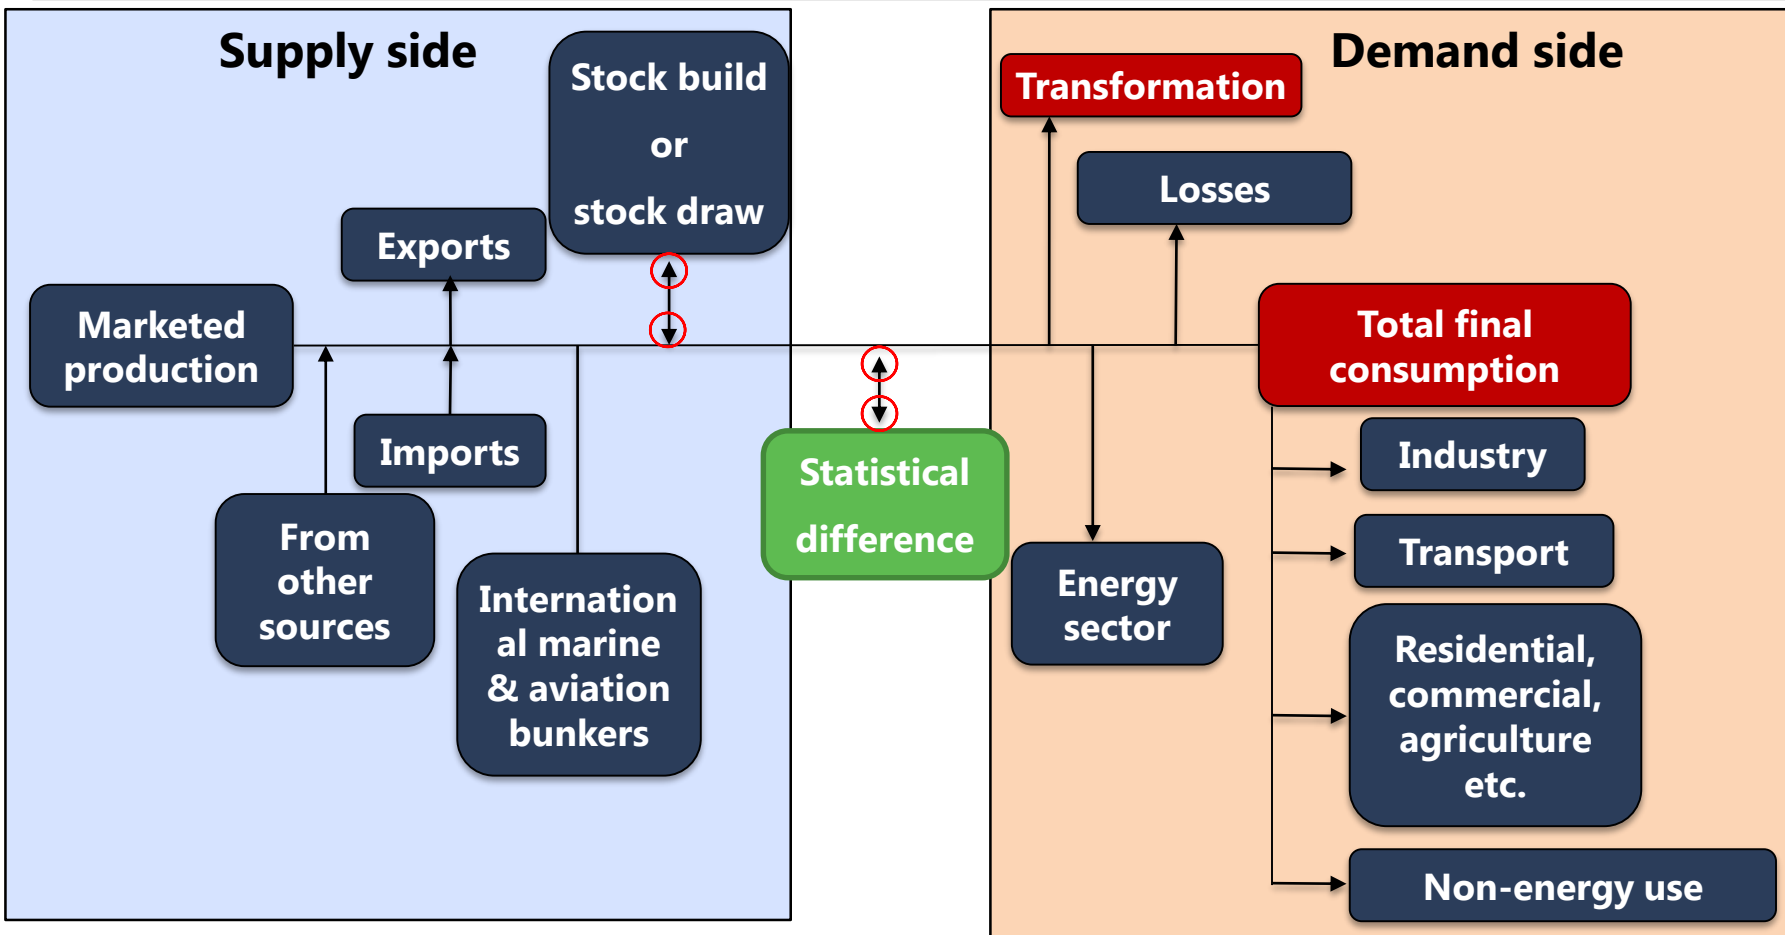 Supply side
Stock build
or
stock draw
Exports
Marketed
production
Imports
From
other
sources
Internation
al marine
& aviation
bunkers
Statistical
difference
Demand side
Transformation
Losses
Total final
consumption
Energy
sector
Industry
Transport
Residential,
commercial,
agriculture
etc.
Non-energy use